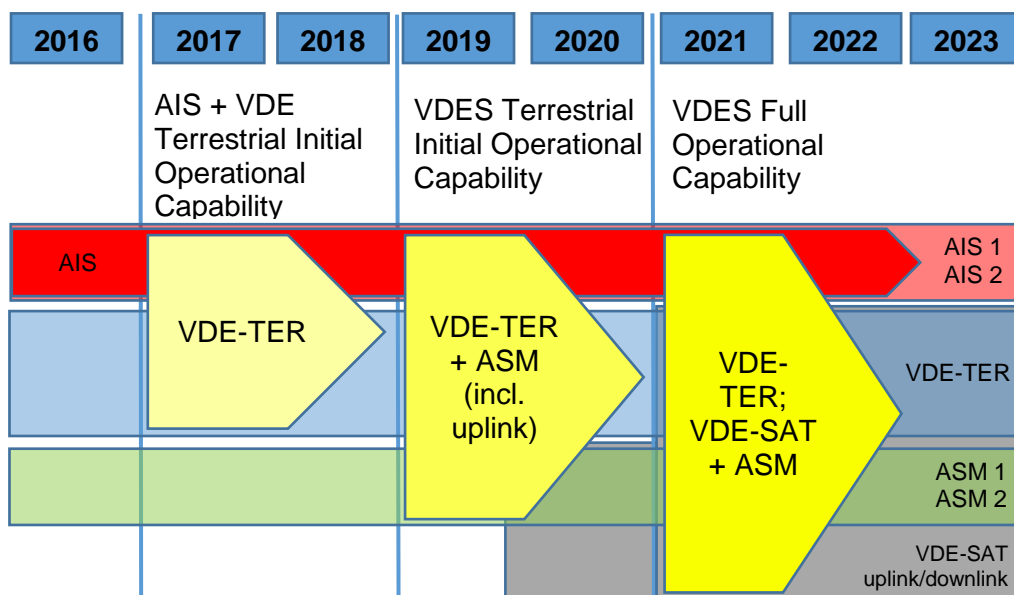 2016 2017 2018 2019 2020 2021 2022 2023
AIS + VDE
Terrestrial Initial
Operational
Capability
VDES Terrestrial
Initial Operational
Capability
VDES Full
Operational
Capability
AIS
AIS 1
AIS 2
VDE-TER
VDE-TER
+ ASM
(incl.
uplink)
VDE-
TER;
VDE-SAT
+ ASM
VDE-TER
ASM 1
ASM 2
VDE-SAT
uplink/downlink